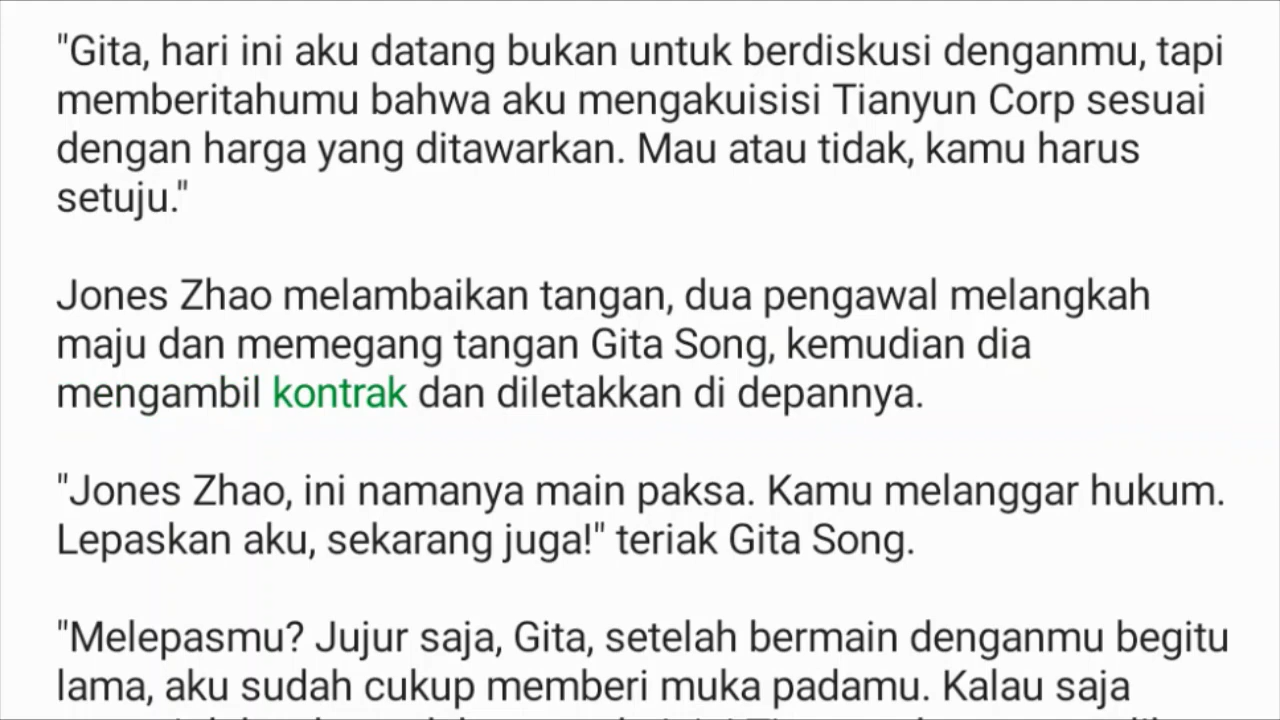 "Gita, hari ini aku datang bukan untuk berdiskusi denganmu, tapi
memberitahumu bahwa aku mengakuisisi Tianyun Corp sesuai
dengan harga yang ditawarkan. Mau atau tidak, kamu harus
setuju."
Jones Zhao melambaikan tangan, dua pengawal melangkah
maju dan memegang tangan Gita Song, kemudian dia
mengambil kontrak dan diletakkan di depannya.
"Jones Zhao, ini namanya main paksa. Kamu melanggar hukum.
Lepaskan aku, sekarang juga!" teriak Gita Song.
"Melepasmu? Jujur saja, Gita, setelah bermain denganmu begitu
lama, aku sudah cukup memberi muka padamu. Kalau saja